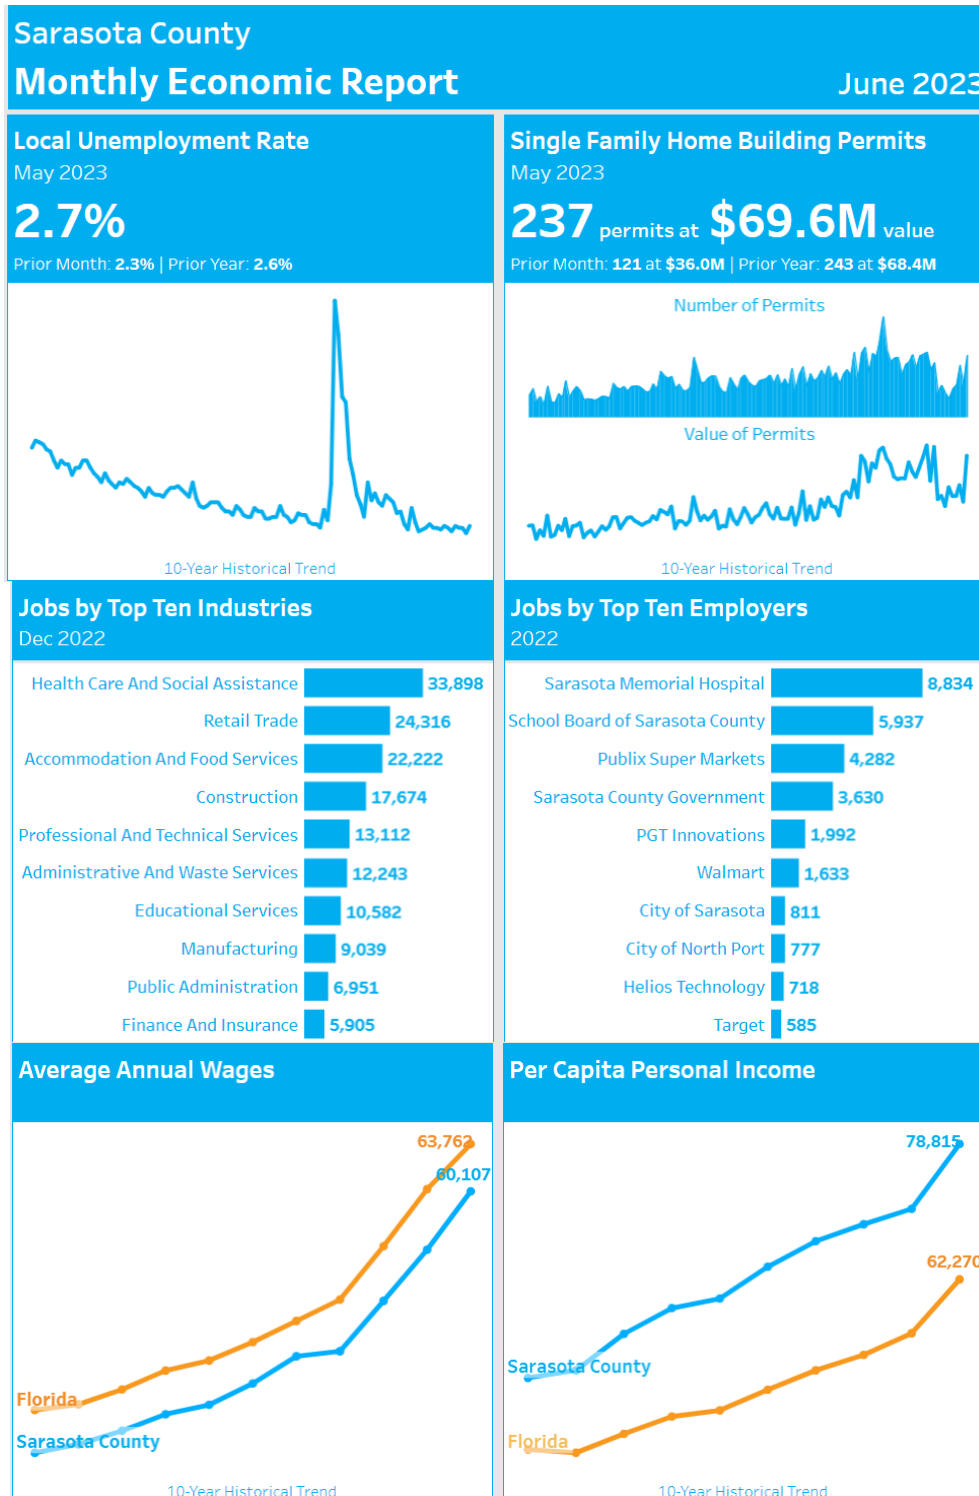 Sarasota County
Monthly Economic Report
June 2023
Local Unemployment Rate
May 2023
2.7%
Prior Month: 2.3% | Prior Year: 2.6%
10-Year Historical Trend
Single Family Home Building Permits
May 2023
237 permits at $69.6M value
Prior Month: 121 at $36.0M | Prior Year: 243 at $68.4M
Number of Permits
Value of Permits
10-Year Historical Trend
Jobs by Top Ten Industries
Dec 2022
Health Care And Social Assistance 33,898
Retail Trade 24,316
Accommodation And Food Services 22,222
Construction 17,674
Professional And Technical Services 13,112
Administrative And Waste Services 12,243
Educational Services 10,582
Manufacturing 9,039
Public Administration 6,951
Finance And Insurance 5,905
Jobs by Top Ten Employers
2022
Sarasota Memorial Hospital 8,834
School Board of Sarasota County 5,937
Publix Super Markets 4,282
Sarasota County Government 3,630
PGT Innovations 1,992
Walmart 1,633
City of Sarasota 811
City of North Port 777
Helios Technology 718
Target 585
Average Annual Wages
63,762
60,107
Florida
Sarasota County
10-Year Historical Trend
Per Capita Personal Income
78,815
62,270
Sarasota County
Florida
10-Year Historical Trend